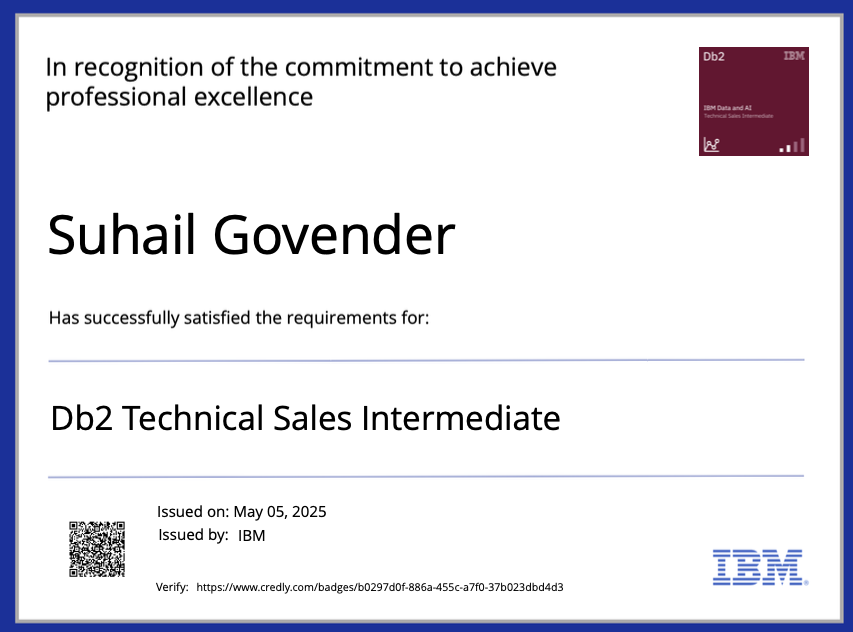 In recognition of the commitment to achieve
professional excellence
Db2 IBM
IBM Data and AI
Technical Sales Intermediate
Suhail Govender
Has successfully satisfied the requirements for:
Db2 Technical Sales Intermediate
Issued on: May 05, 2025
Issued by: IBM
Verify: https://www.credly.com/badges/b0297d0f-886a-455c-a7f0-37b023dbd4d3
IBM®